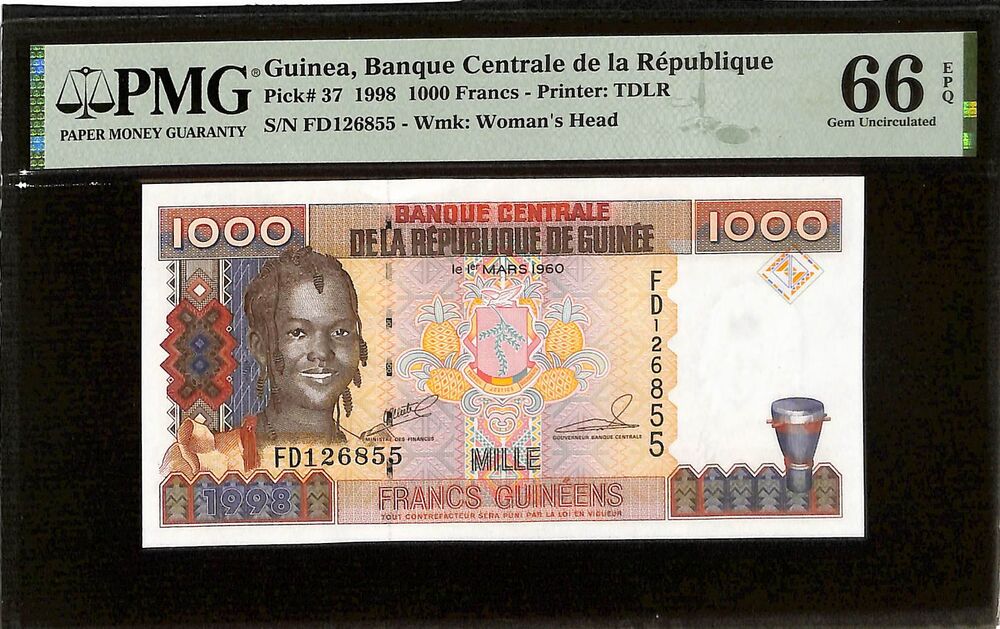 PMG®
PAPER MONEY GUARANTY
Guinea, Banque Centrale de la République
Pick# 37 1998 1000 Francs - Printer: TDLR
S/N FD126855 - Wmk: Woman's Head
66
EPQ
Gem Uncirculated
1000
BANQUE CENTRALE
DE LA RÉPUBLIQUE DE GUINÉE
1000
le 1er MARS 1960
FD126855
MINISTRE DES FINANCES
GOUVERNEUR BANQUE CENTRALE
FD126855
MILLE
1998
FRANCS GUINÉENS
TOUT CONTREFACTEUR SERA PUNI PAR LA LOI EN VIGUEUR